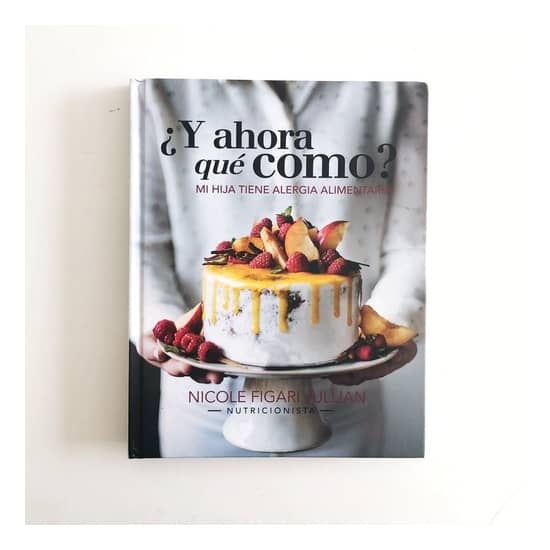 ¿Y ahora
qué como?
MI HIJA TIENE ALERGIA ALIMENTARIA
NICOLE FIGARI JULLIAN
NUTRICIONISTA